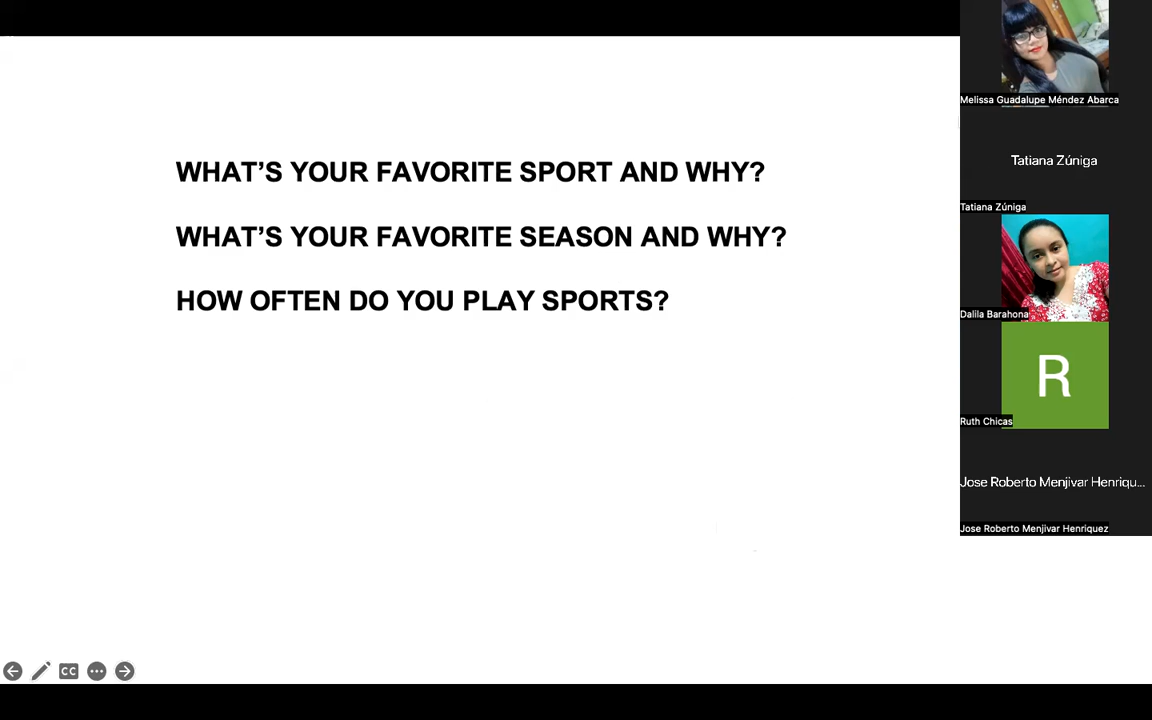 WHAT'S YOUR FAVORITE SPORT AND WHY?
WHAT'S YOUR FAVORITE SEASON AND WHY?
HOW OFTEN DO YOU PLAY SPORTS?
Melissa Guadalupe Méndez Abarca
Tatiana Zúniga
Tatiana Zúniga
Dalila Barahona
R
Ruth Chicas
Jose Roberto Menjivar Henriqu...
Jose Roberto Menjivar Henriquez
CC